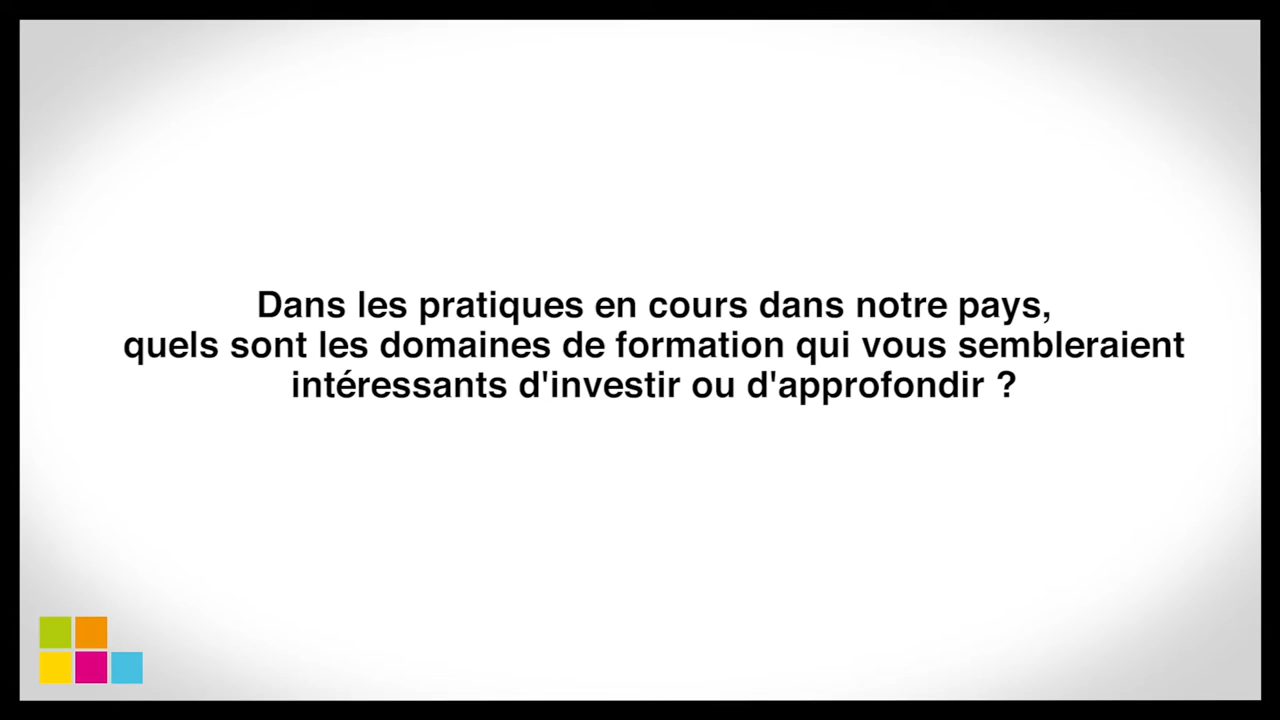 Dans les pratiques en cours dans notre pays,
quels sont les domaines de formation qui vous sembleraient
intéressants d'investir ou d'approfondir ?